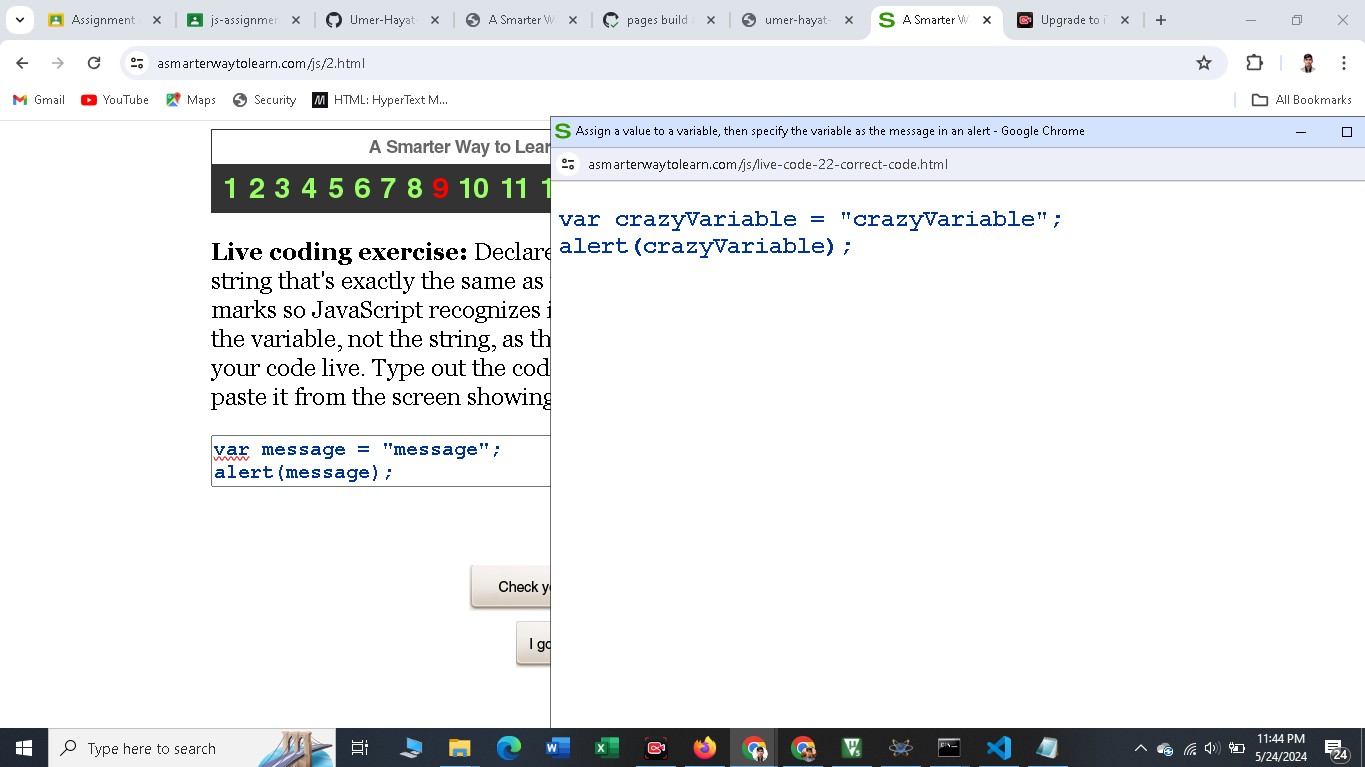 Assignment
js-assignmer
Umer-Hayat
A Smarter W
pages build
umer-hayat-
A Smarter W
Upgrade to i
asmarterwaytolearn.com/js/2.html
Gmail
YouTube
Maps
Security
HTML: HyperText M...
All Bookmarks
A Smarter Way to Lear
1 2 3 4 5 6 7 8 9 10 11 1
Live coding exercise: Declare
string that's exactly the same as
marks so JavaScript recognizes i
the variable, not the string, as th
your code live. Type out the cod
paste it from the screen showing
var message = "message";
alert(message);
Check yo
I go
Assign a value to a variable, then specify the variable as the message in an alert - Google Chrome
asmarterwaytolearn.com/js/live-code-22-correct-code.html
var crazyVariable = "crazyVariable";
alert(crazyVariable);
Type here to search
11:44 PM
5/24/2024
24